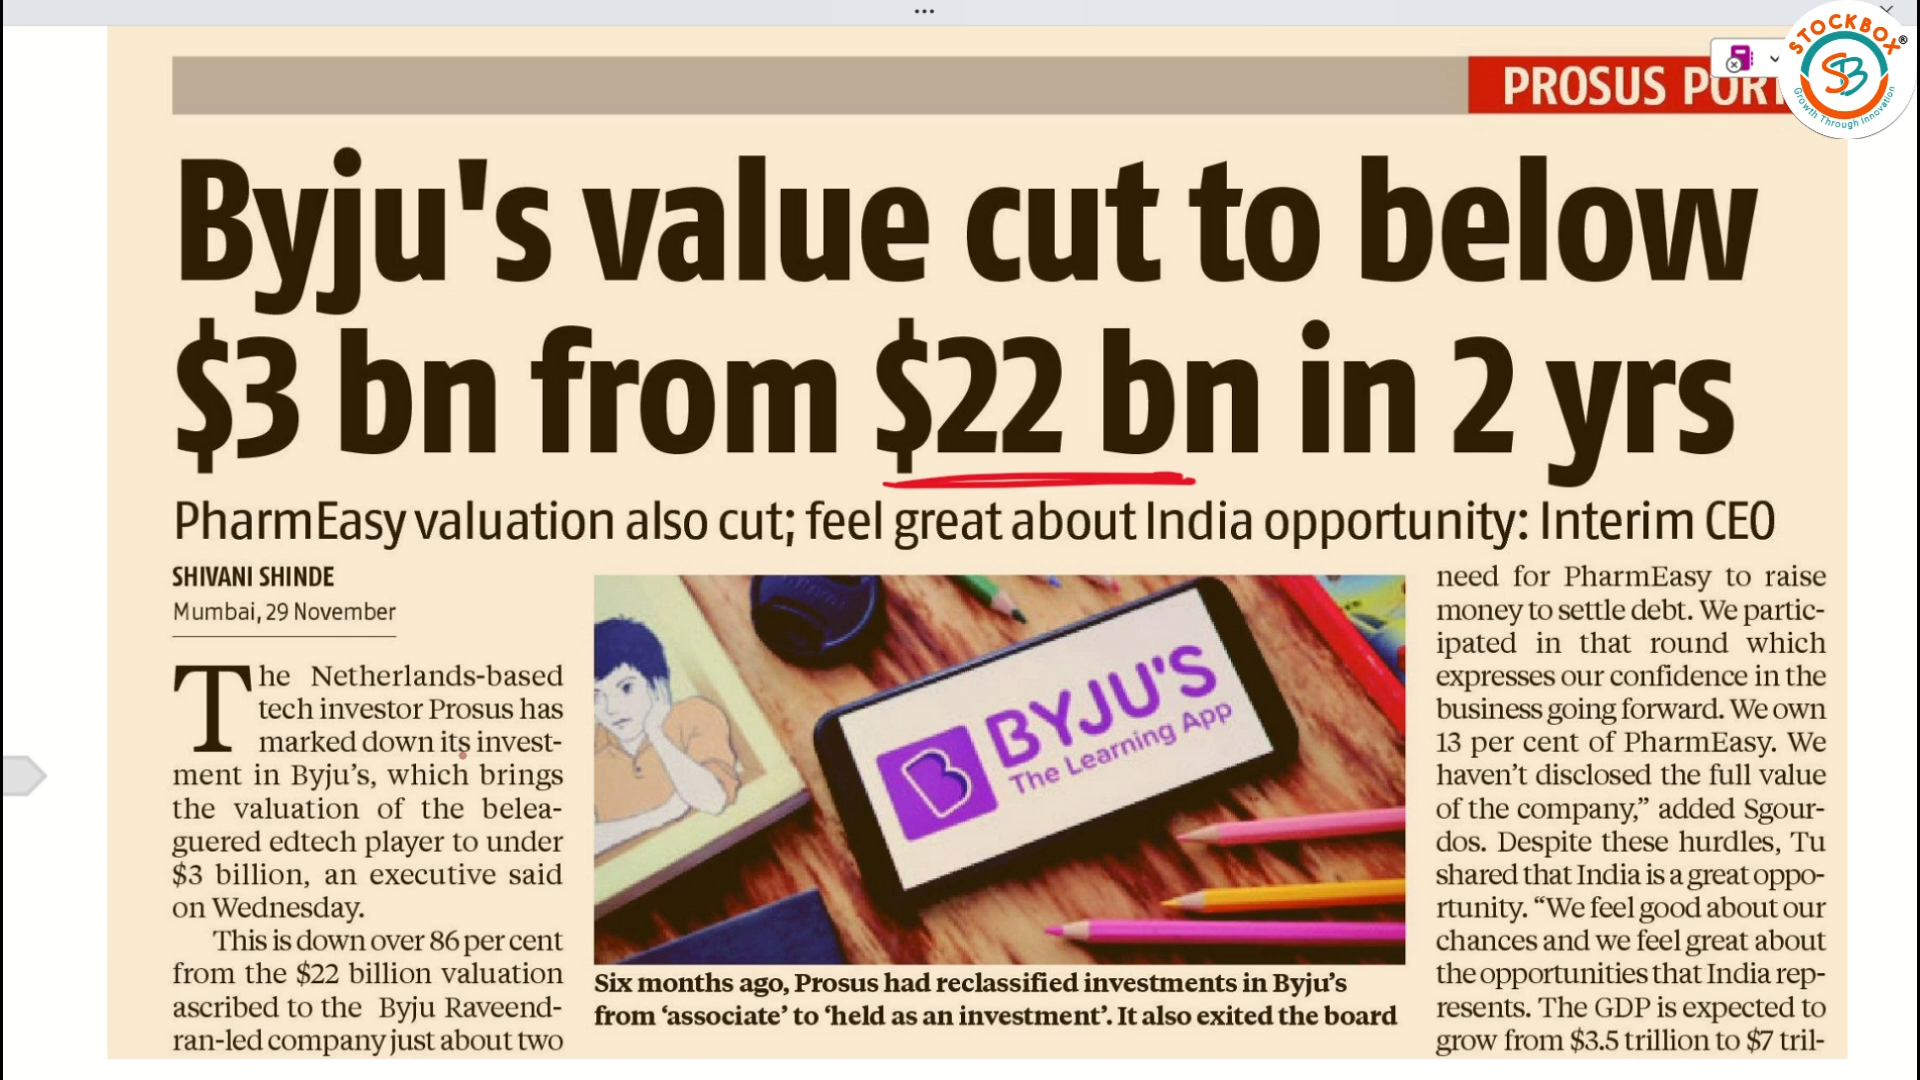 ...
STOCKBOX®
SB
Growth Through Innovation
PROSUS
Byju's value cut to below
$3 bn from $22 bn in 2 yrs
PharmEasy valuation also cut; feel great about India opportunity: Interim CEO
SHIVANI SHINDE
Mumbai, 29 November
The Netherlands-based
tech investor Prosus has
marked down its invest-
ment in Byju’s, which brings
the valuation of the belea-
guered edtech player to under
$3 billion, an executive said
on Wednesday.
This is down over 86 per cent
from the $22 billion valuation
ascribed to the Byju Raveend-
ran-led company just about two
BYJU'S
The Learning App
Six months ago, Prosus had reclassified investments in Byju’s
from ‘associate’ to ‘held as an investment’. It also exited the board
need for PharmEasy to raise
money to settle debt. We partic-
ipated in that round which
expresses our confidence in the
business going forward. We own
13 per cent of PharmEasy. We
haven’t disclosed the full value
of the company,” added Sgour-
dos. Despite these hurdles, Tu
shared that India is a great oppo-
rtunity. “We feel good about our
chances and we feel great about
the opportunities that India rep-
resents. The GDP is expected to
grow from $3.5 trillion to $7 tril-